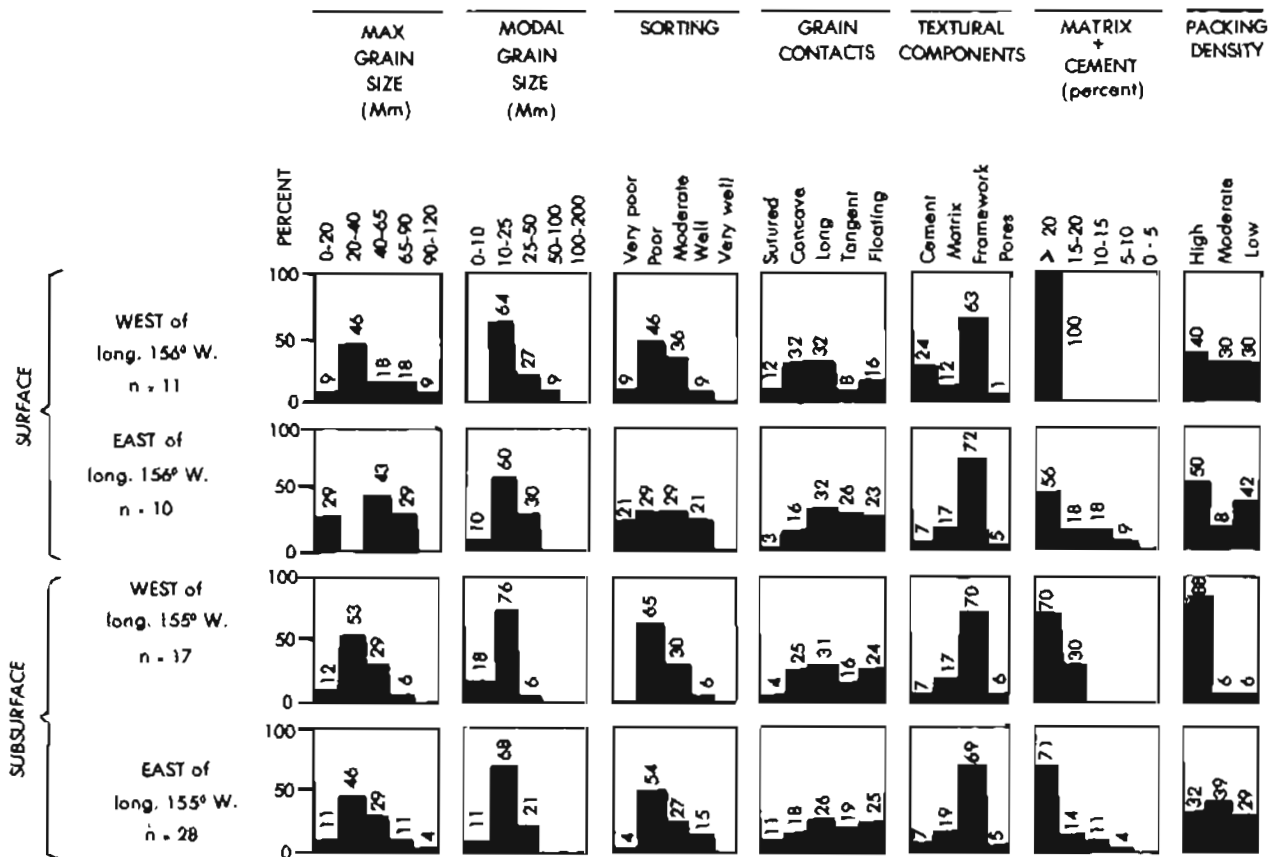 MAX
GRAIN
SIZE
(Mm)
MODAL
GRAIN
SIZE
(Mm)
SORTING
GRAIN
CONTACTS
TEXTURAL
COMPONENTS
MATRIX
+
CEMENT
(percent)
PACKING
DENSITY
PERCENT
0-20
20-40
40-65
65-90
90-120
0-10
10-25
25-50
50-100
100-200
Very poor
Poor
Moderate
Well
Very well
Sutured
Concave
Long
Tangent
Floating
Cement
Matrix
Framework
Pores
> 20
15-20
10-15
5-10
0 - 5
High
Moderate
Low
SURFACE
WEST of
long. 156° W.
n = 11
100
50
0
9 46 18 18 9
64 27 9
9 46 36 9
12 32 32 8 16
24 12 63 1
100
40 30 30
EAST of
long. 156° W.
n = 10
100
50
0
29 43 29
10 60 30
21 29 29 21
3 16 32 26 23
7 17 72 5
56 18 18 9
50 8 42
SUBSURFACE
WEST of
long. 155° W.
n = 17
100
50
0
12 53 29 6
18 76 6
65 30 6
4 25 31 16 24
7 17 70 6
70 30
88 6 6
EAST of
long. 155° W.
n = 28
100
50
0
11 46 29 11 4
11 68 21
4 54 27 15
11 18 26 19 25
7 19 69 5
71 14 11 4
32 39 29